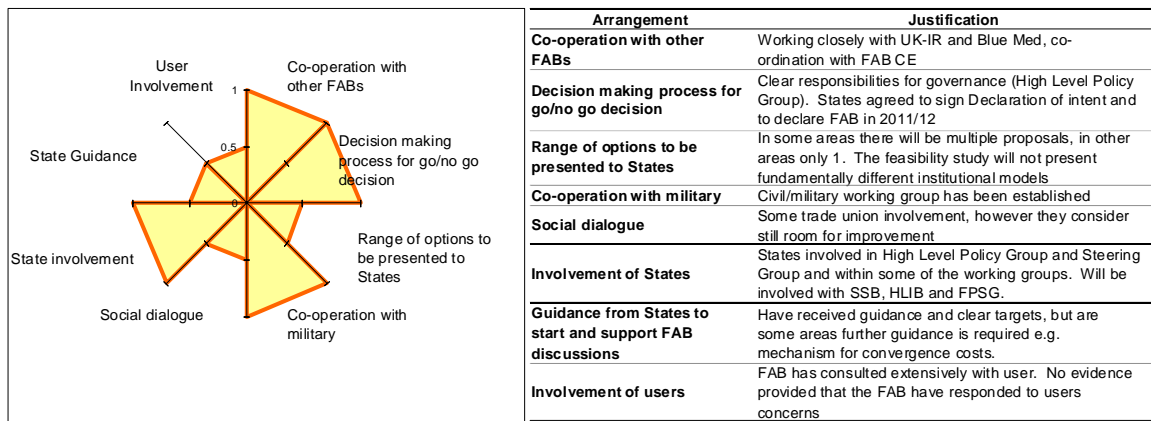 User
Involvement
Co-operation with
other FABs
1
Decision making
process for go/no go
decision
0.5
State Guidance
0
State involvement
Range of options to
be presented to
States
Social dialogue
Co-operation with
military
Arrangement Justification
Co-operation with other
FABs
Working closely with UK-IR and Blue Med, co-
ordination with FAB CE
Decision making process for
go/no go decision
Clear responsibilities for governance (High Level Policy
Group). States agreed to sign Declaration of intent and
to declare FAB in 2011/12
Range of options to be
presented to States
In some areas there will be multiple proposals, in other
areas only 1. The feasibility study will not present
fundamentally different institutional models
Co-operation with military
Civil/military working group has been established
Social dialogue
Some trade union involvement, however they consider
still room for improvement
Involvement of States
States involved in High Level Policy Group and Steering
Group and within some of the working groups. Will be
involved with SSB, HLIB and FPSG.
Guidance from States to
start and support FAB
discussions
Have received guidance and clear targets, but are
some areas further guidance is required e.g.
mechanism for convergence costs.
Involvement of users
FAB has consulted extensively with user. No evidence
provided that the FAB have responded to users
concerns